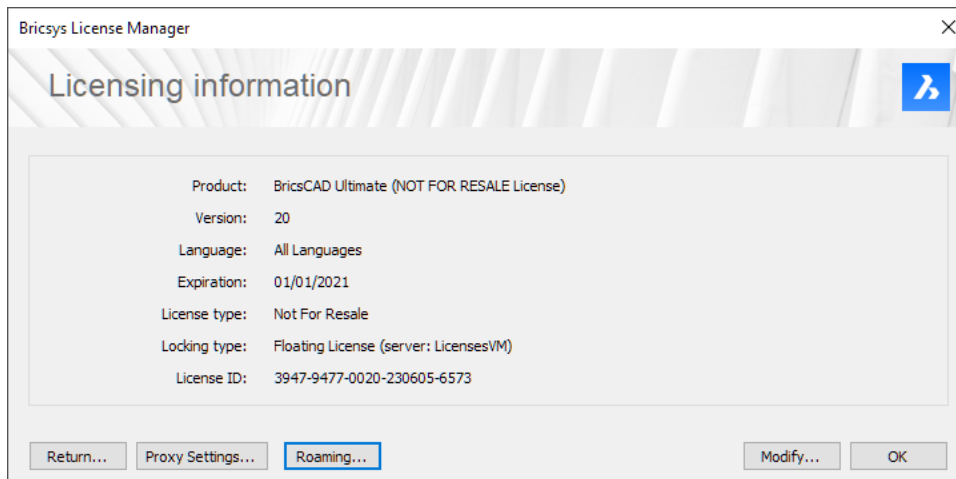 Bricsys License Manager
Licensing information
Product: BricsCAD Ultimate (NOT FOR RESALE License)
Version: 20
Language: All Languages
Expiration: 01/01/2021
License type: Not For Resale
Locking type: Floating License (server: LicensesVM)
License ID: 3947-9477-0020-230605-6573
Return... Proxy Settings... Roaming... Modify... OK